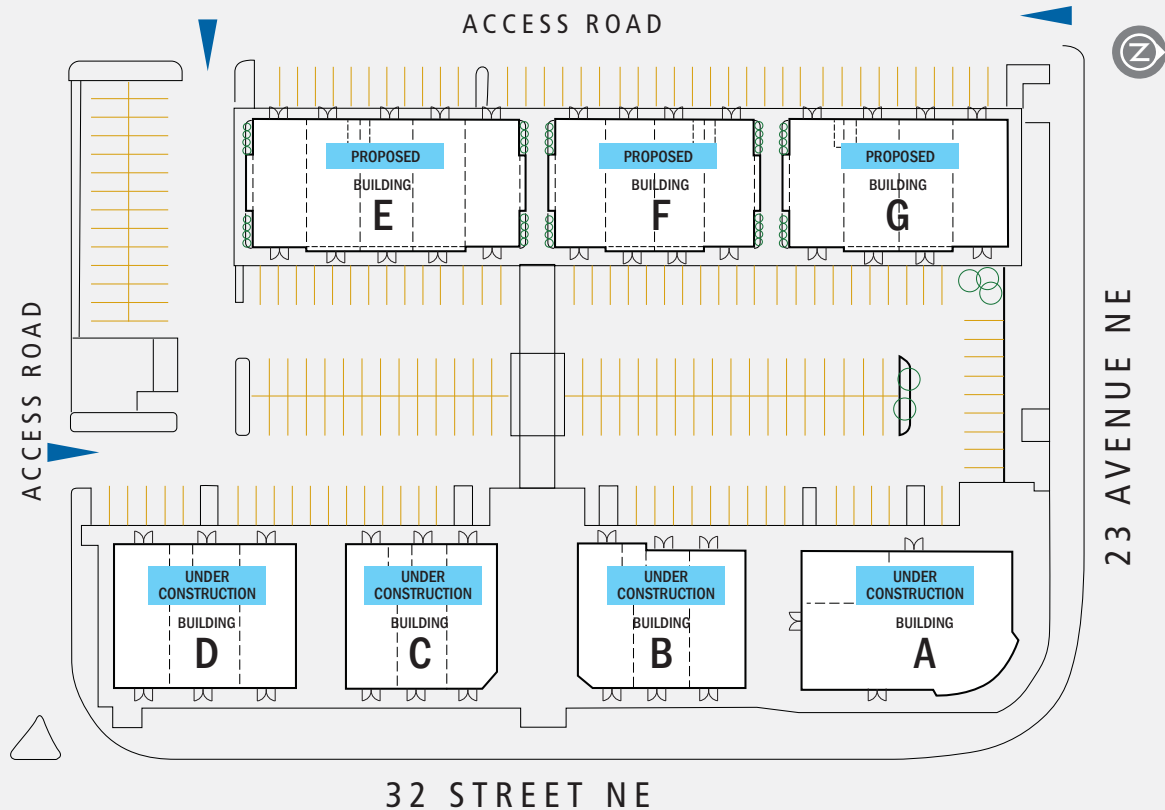 ACCESS ROAD
N
PROPOSED
BUILDING
E
PROPOSED
BUILDING
F
PROPOSED
BUILDING
G
ACCESS ROAD
23 AVENUE NE
UNDER
CONSTRUCTION
BUILDING
D
UNDER
CONSTRUCTION
BUILDING
C
UNDER
CONSTRUCTION
BUILDING
B
UNDER
CONSTRUCTION
BUILDING
A
32 STREET NE